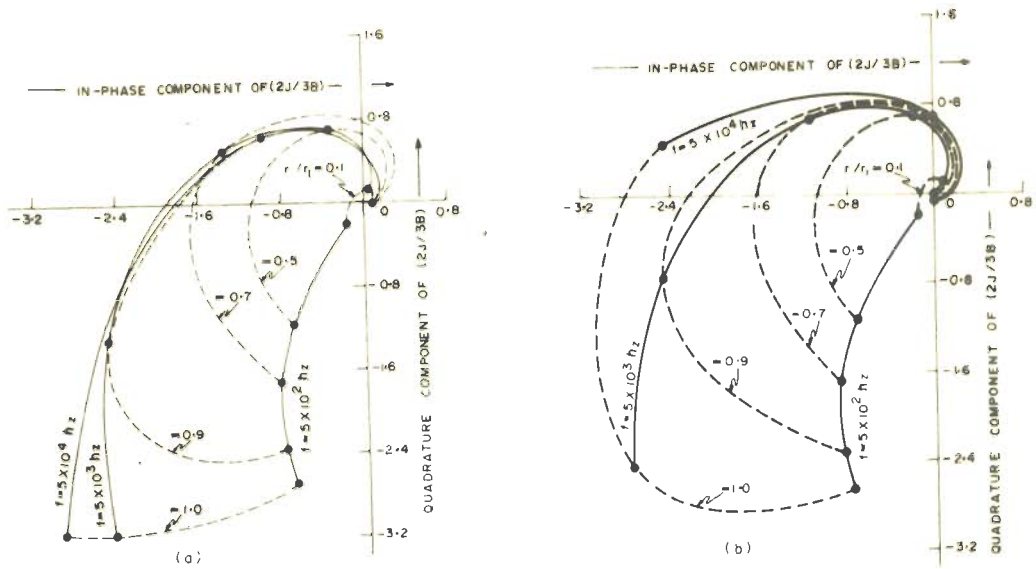 1·6
IN-PHASE COMPONENT OF (2J/3B)
0·8
r/r₁=0·1
-3·2
-2·4
-1·6
-0·8
0
0·8
=0·5
-0·8
=0·7
-1·6
f=5×10² hz
=0·9
-2·4
f=5×10⁴ hz
f=5×10³ hz
=1·0
-3·2
QUADRATURE COMPONENT OF (2J/3B)
(a)
1·6
IN-PHASE COMPONENT OF (2J/3B)
0·8
f=5×10⁴ hz
r/r₁=0·1
-3·2
-2·4
-1·6
-0·8
0
0·8
=0·5
-0·8
=0·7
-1·6
f=5×10³ hz
=0·9
f=5×10² hz
-2·4
=1·0
-3·2
QUADRATURE COMPONENT OF (2J/3B)
(b)